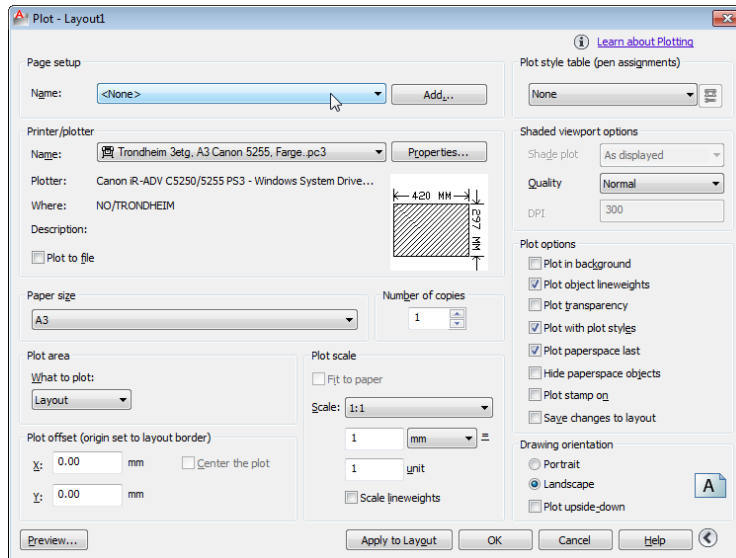 Plot - Layout1
Learn about Plotting
Page setup
Name:
<None>
Add...
Plot style table (pen assignments)
None
Printer/plotter
Name:
Trondheim 3etg, A3 Canon 5255, Farge..pc3
Properties...
Plotter:
Canon iR-ADV C5250/5255 PS3 - Windows System Drive...
Where:
NO/TRONDHEIM
Description:
Plot to file
420 MM
297 MM
Shaded viewport options
Shade plot
As displayed
Quality
Normal
DPI
300
Paper size
A3
Number of copies
1
Plot area
What to plot:
Layout
Plot scale
Fit to paper
Scale:
1:1
1
mm
=
1
unit
Scale lineweights
Plot offset (origin set to layout border)
X:
0.00
mm
Center the plot
Y:
0.00
mm
Plot options
Plot in background
Plot object lineweights
Plot transparency
Plot with plot styles
Plot paperspace last
Hide paperspace objects
Plot stamp on
Save changes to layout
Drawing orientation
Portrait
Landscape
Plot upside-down
A
Preview...
Apply to Layout
OK
Cancel
Help